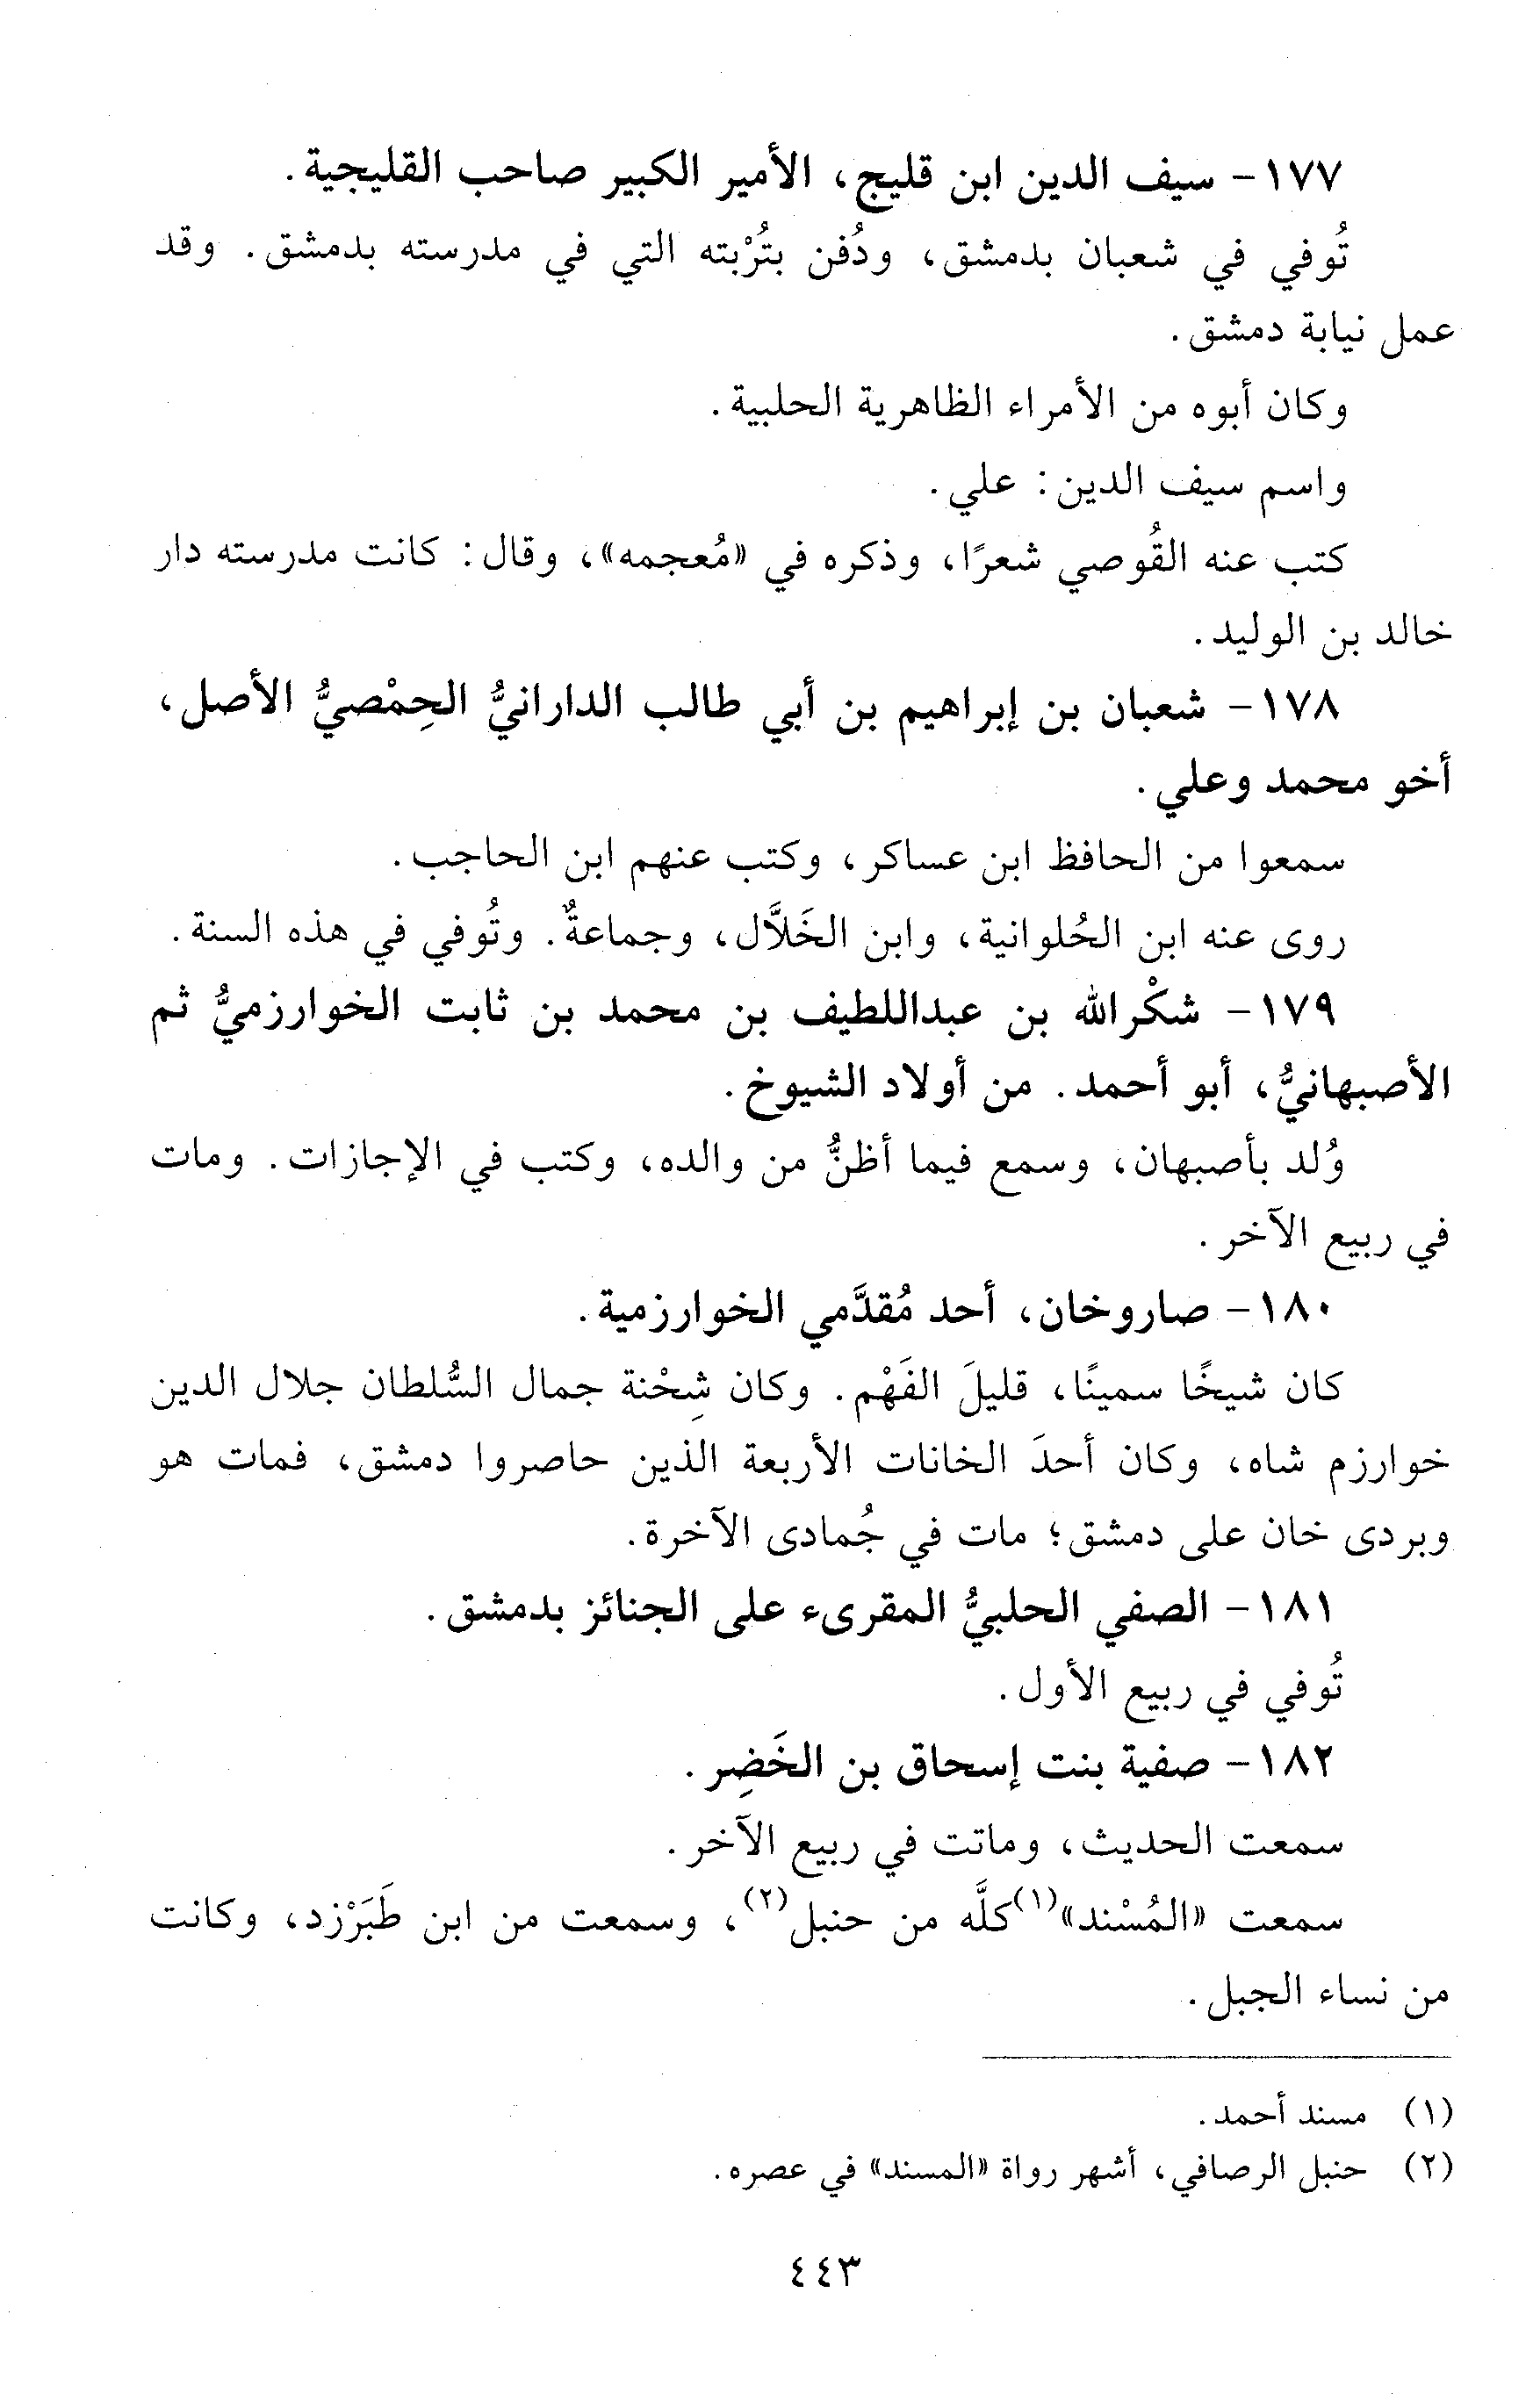 ١٧٧- سيف الدين ابن قليج، الأمير الكبير صاحب القليجية.
تُوفي في شعبان بدمشق، ودُفن بتُرْبته التي في مدرسته بدمشق. وقد
عمل نيابة دمشق.
وكان أبوه من الأمراء الظاهرية الحلبية.
واسم سيف الدين: علي.
كتب عنه القُوصي شعرًا، وذكره في «مُعجمه»، وقال: كانت مدرسته دار
خالد بن الوليد.
١٧٨- شعبان بن إبراهيم بن أبي طالب الدارانيُّ الحِمْصيُّ الأصل،
أخو محمد وعلي.
سمعوا من الحافظ ابن عساكر، وكتب عنهم ابن الحاجب.
روى عنه ابن الحُلوانية، وابن الخَلاَّل، وجماعةٌ. وتُوفي في هذه السنة.
١٧٩- شكْرالله بن عبداللطيف بن محمد بن ثابت الخوارزميُّ ثم
الأصبهانيُّ، أبو أحمد. من أولاد الشيوخ.
وُلد بأصبهان، وسمع فيما أظنُّ من والده، وكتب في الإجازات. ومات
في ربيع الآخر.
١٨٠- صاروخان، أحد مُقدَّمي الخوارزمية.
كان شيخًا سمينًا، قليلَ الفَهْم. وكان شِحْنة جمال السُّلطان جلال الدين
خوارزم شاه، وكان أحدَ الخانات الأربعة الذين حاصروا دمشق، فمات هو
وبردى خان على دمشق؛ مات في جُمادى الآخرة.
١٨١- الصفي الحلبيُّ المقرىء على الجنائز بدمشق.
تُوفي في ربيع الأول.
١٨٢- صفية بنت إسحاق بن الخَضِر.
سمعت الحديث، وماتت في ربيع الآخر.
سمعت «المُسْند»(١) كلَّه من حنبل(٢)، وسمعت من ابن طَبَرْزد، وكانت
من نساء الجبل.
(١) مسند أحمد.
(٢) حنبل الرصافي، أشهر رواة «المسند» في عصره.
٤٤٣